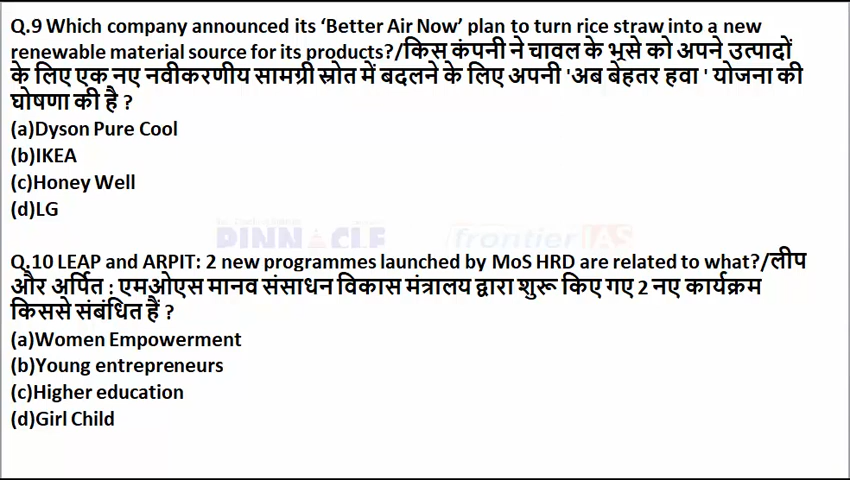 Q.9 Which company announced its ‘Better Air Now’ plan to turn rice straw into a new
renewable material source for its products?/किस कंपनी ने चावल के भूसे को अपने उत्पादों
के लिए एक नए नवीकरणीय सामग्री स्रोत में बदलने के लिए अपनी 'अब बेहतर हवा ' योजना की
घोषणा की है ?
(a)Dyson Pure Cool
(b)IKEA
(c)Honey Well
(d)LG
PINNACLE frontier IAS
Q.10 LEAP and ARPIT: 2 new programmes launched by MoS HRD are related to what?/लीप
और अर्पित : एमओएस मानव संसाधन विकास मंत्रालय द्वारा शुरू किए गए 2 नए कार्यक्रम
किससे संबंधित हैं ?
(a)Women Empowerment
(b)Young entrepreneurs
(c)Higher education
(d)Girl Child